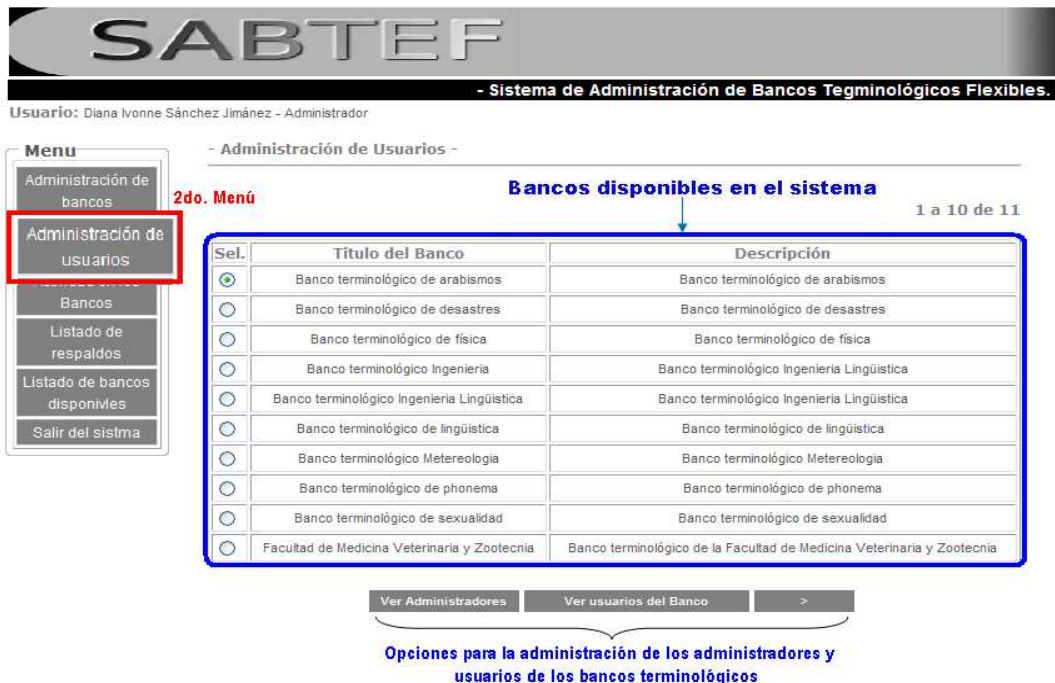 SABTEF
- Sistema de Administración de Bancos Tegminológicos Flexibles.
Usuario: Diana Ivonne Sánchez Jimánez - Administrador
Menu
Administración de
bancos
Administración de
usuarios
Bancos
Listado de
respaldos
Listado de bancos
disponivles
Salir del sistma
2do. Menú
- Administración de Usuarios -
Bancos disponibles en el sistema
1 a 10 de 11
Sel. Titulo del Banco Descripción
Banco terminológico de arabismos Banco terminológico de arabismos
Banco terminológico de desastres Banco terminológico de desastres
Banco terminológico de física Banco terminológico de física
Banco terminológico Ingenieria Banco terminológico Ingenieria Lingüistica
Banco terminológico Ingenieria Lingüistica Banco terminológico Ingenieria Lingüistica
Banco terminológico de lingüistica Banco terminológico de lingüistica
Banco terminológico Metereologia Banco terminológico Metereologia
Banco terminológico de phonema Banco terminológico de phonema
Banco terminológico de sexualidad Banco terminológico de sexualidad
Facultad de Medicina Veterinaria y Zootecnia Banco terminológico de la Facultad de Medicina Veterinaria y Zootecnia
Ver Administradores Ver usuarios del Banco >
Opciones para la administración de los administradores y
usuarios de los bancos terminológicos